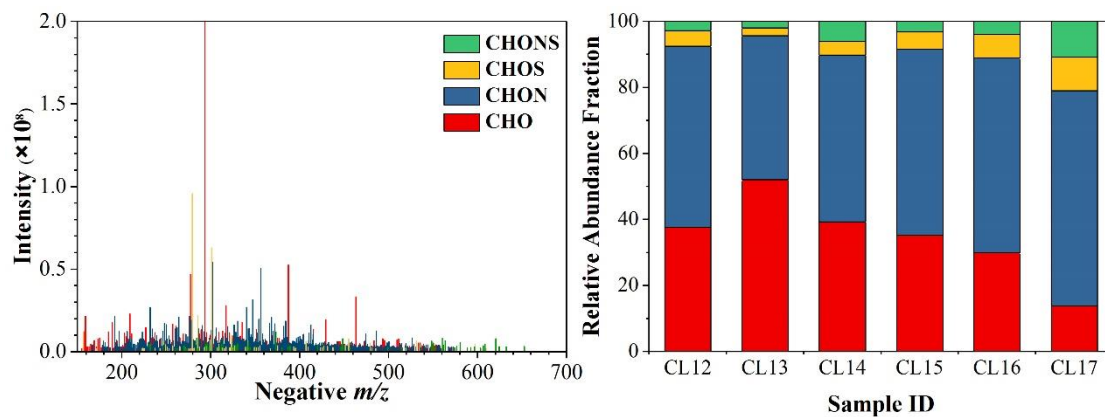 2.0
1.5
1.0
0.5
0.0
Intensity (×10⁸)
CHONS
CHOS
CHON
CHO
200 300 400 500 600 700
Negative m/z
100
80
60
40
20
0
Relative Abundance Fraction
CL12 CL13 CL14 CL15 CL16 CL17
Sample ID